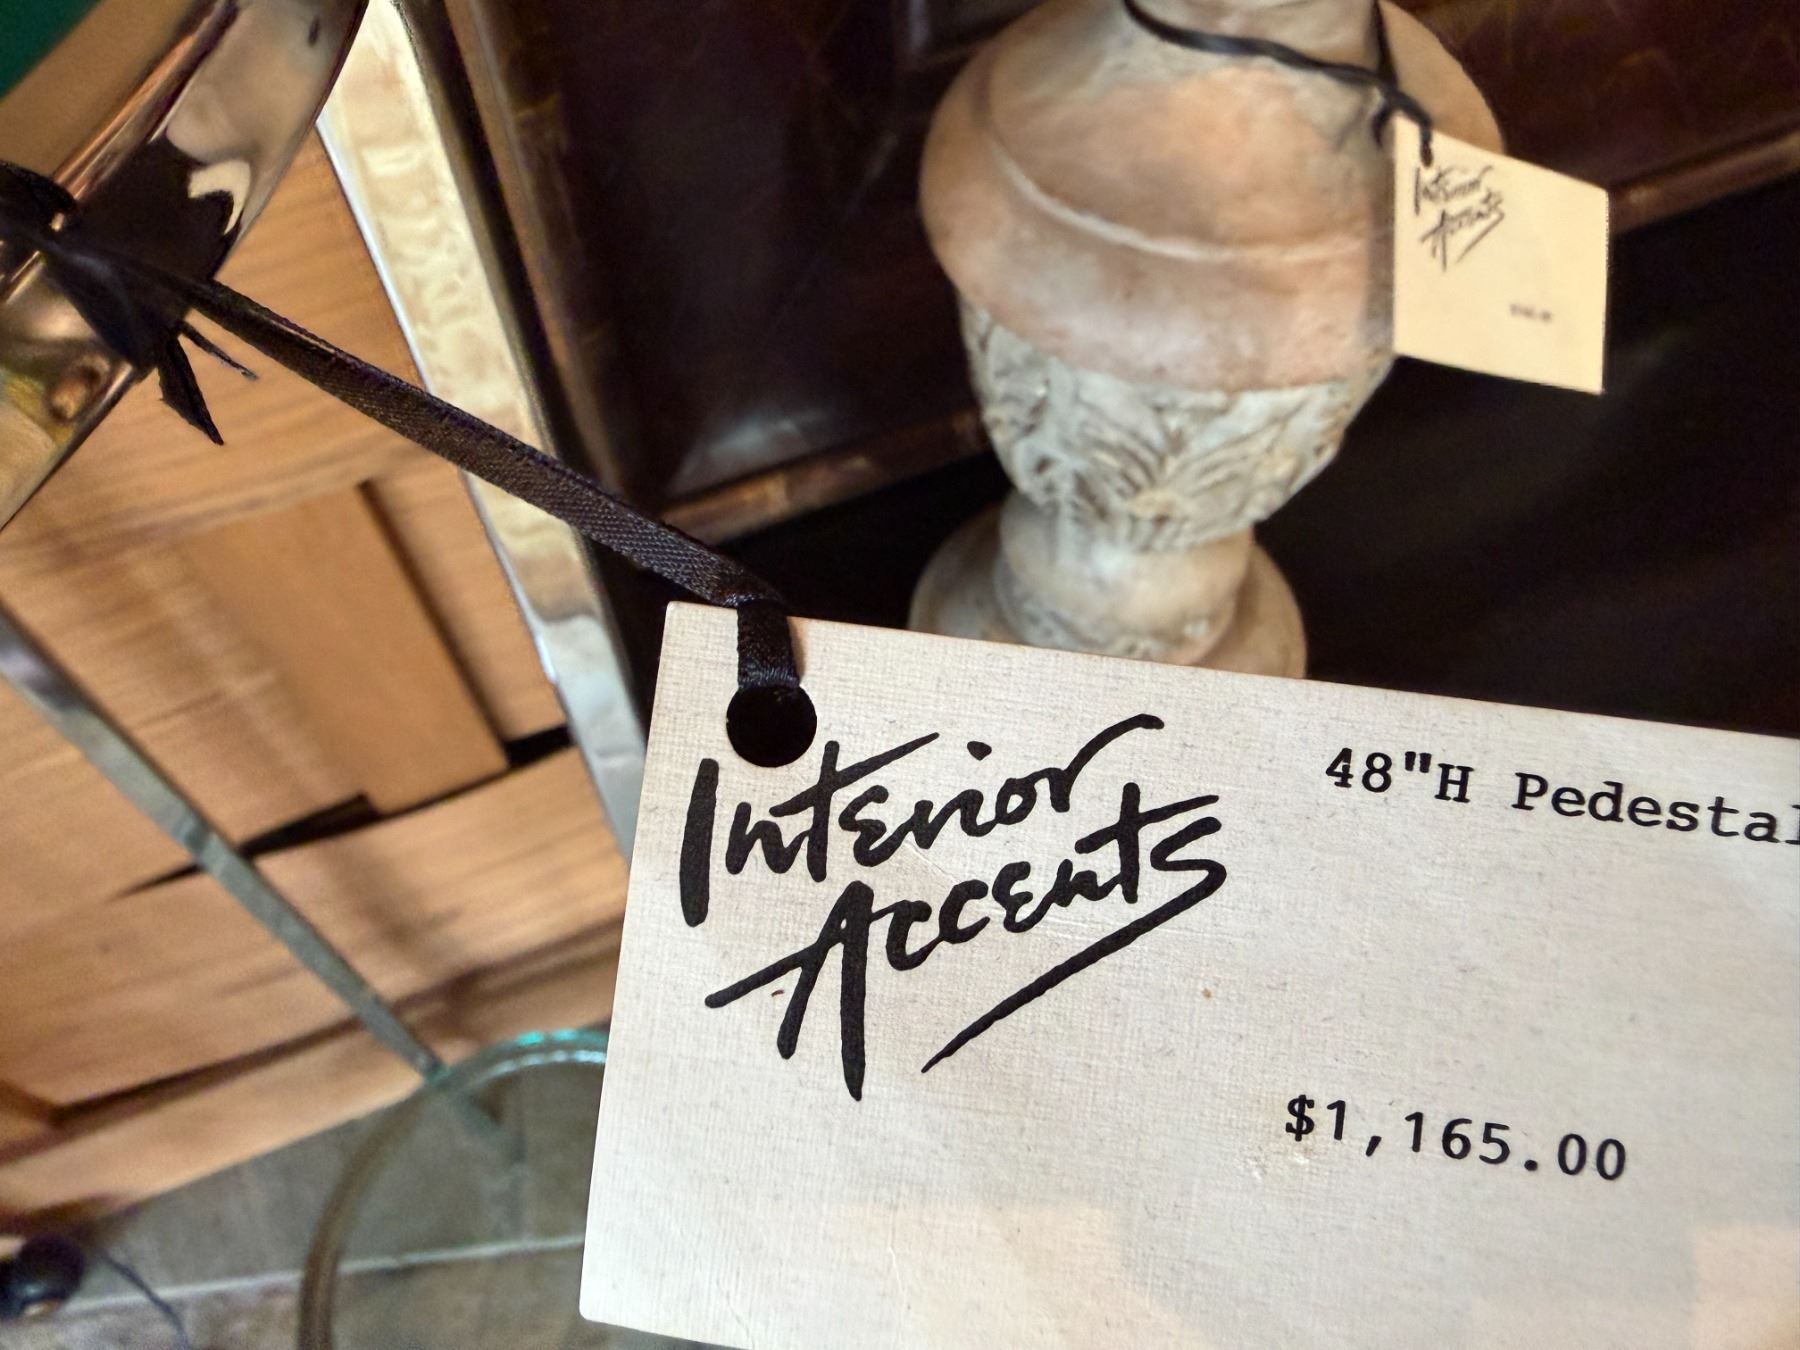 Interior
Accents
48"H Pedestal
$1,165.00
Interior
Accents